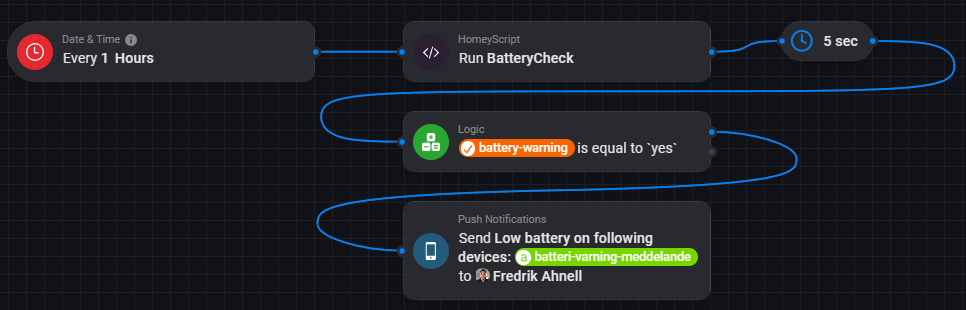 Date & Time
Every 1 Hours
HomeyScript
Run BatteryCheck
5 sec
Logic
battery-warning is equal to `yes`
Push Notifications
Send Low battery on following
devices: a batteri-varning-meddelande
to Fredrik Ahnell